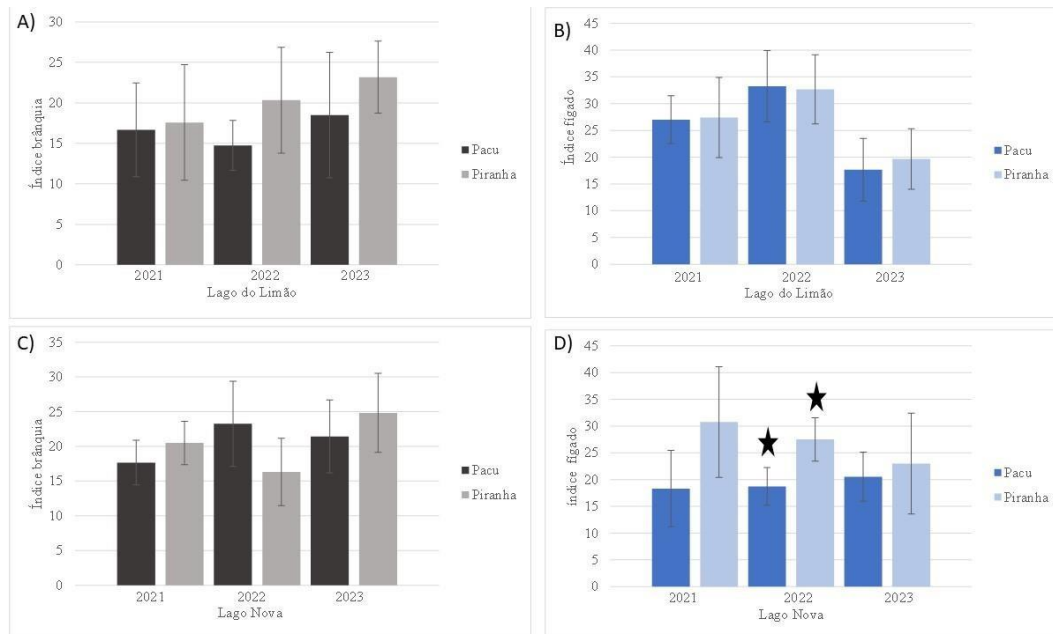 A)
30
25
20
15
10
5
0
Índice brânquia
2021 2022 2023
Lago do Limão
Pacu
Piranha
B)
45
40
35
30
25
20
15
10
5
0
Índice fígado
2021 2022 2023
Lago do Limão
Pacu
Piranha
C)
35
30
25
20
15
10
5
0
Índice brânquia
2021 2022 2023
Lago Nova
Pacu
Piranha
D)
45
40
35
30
25
20
15
10
5
0
índice fígado
2021 2022 2023
Lago Nova
Pacu
Piranha